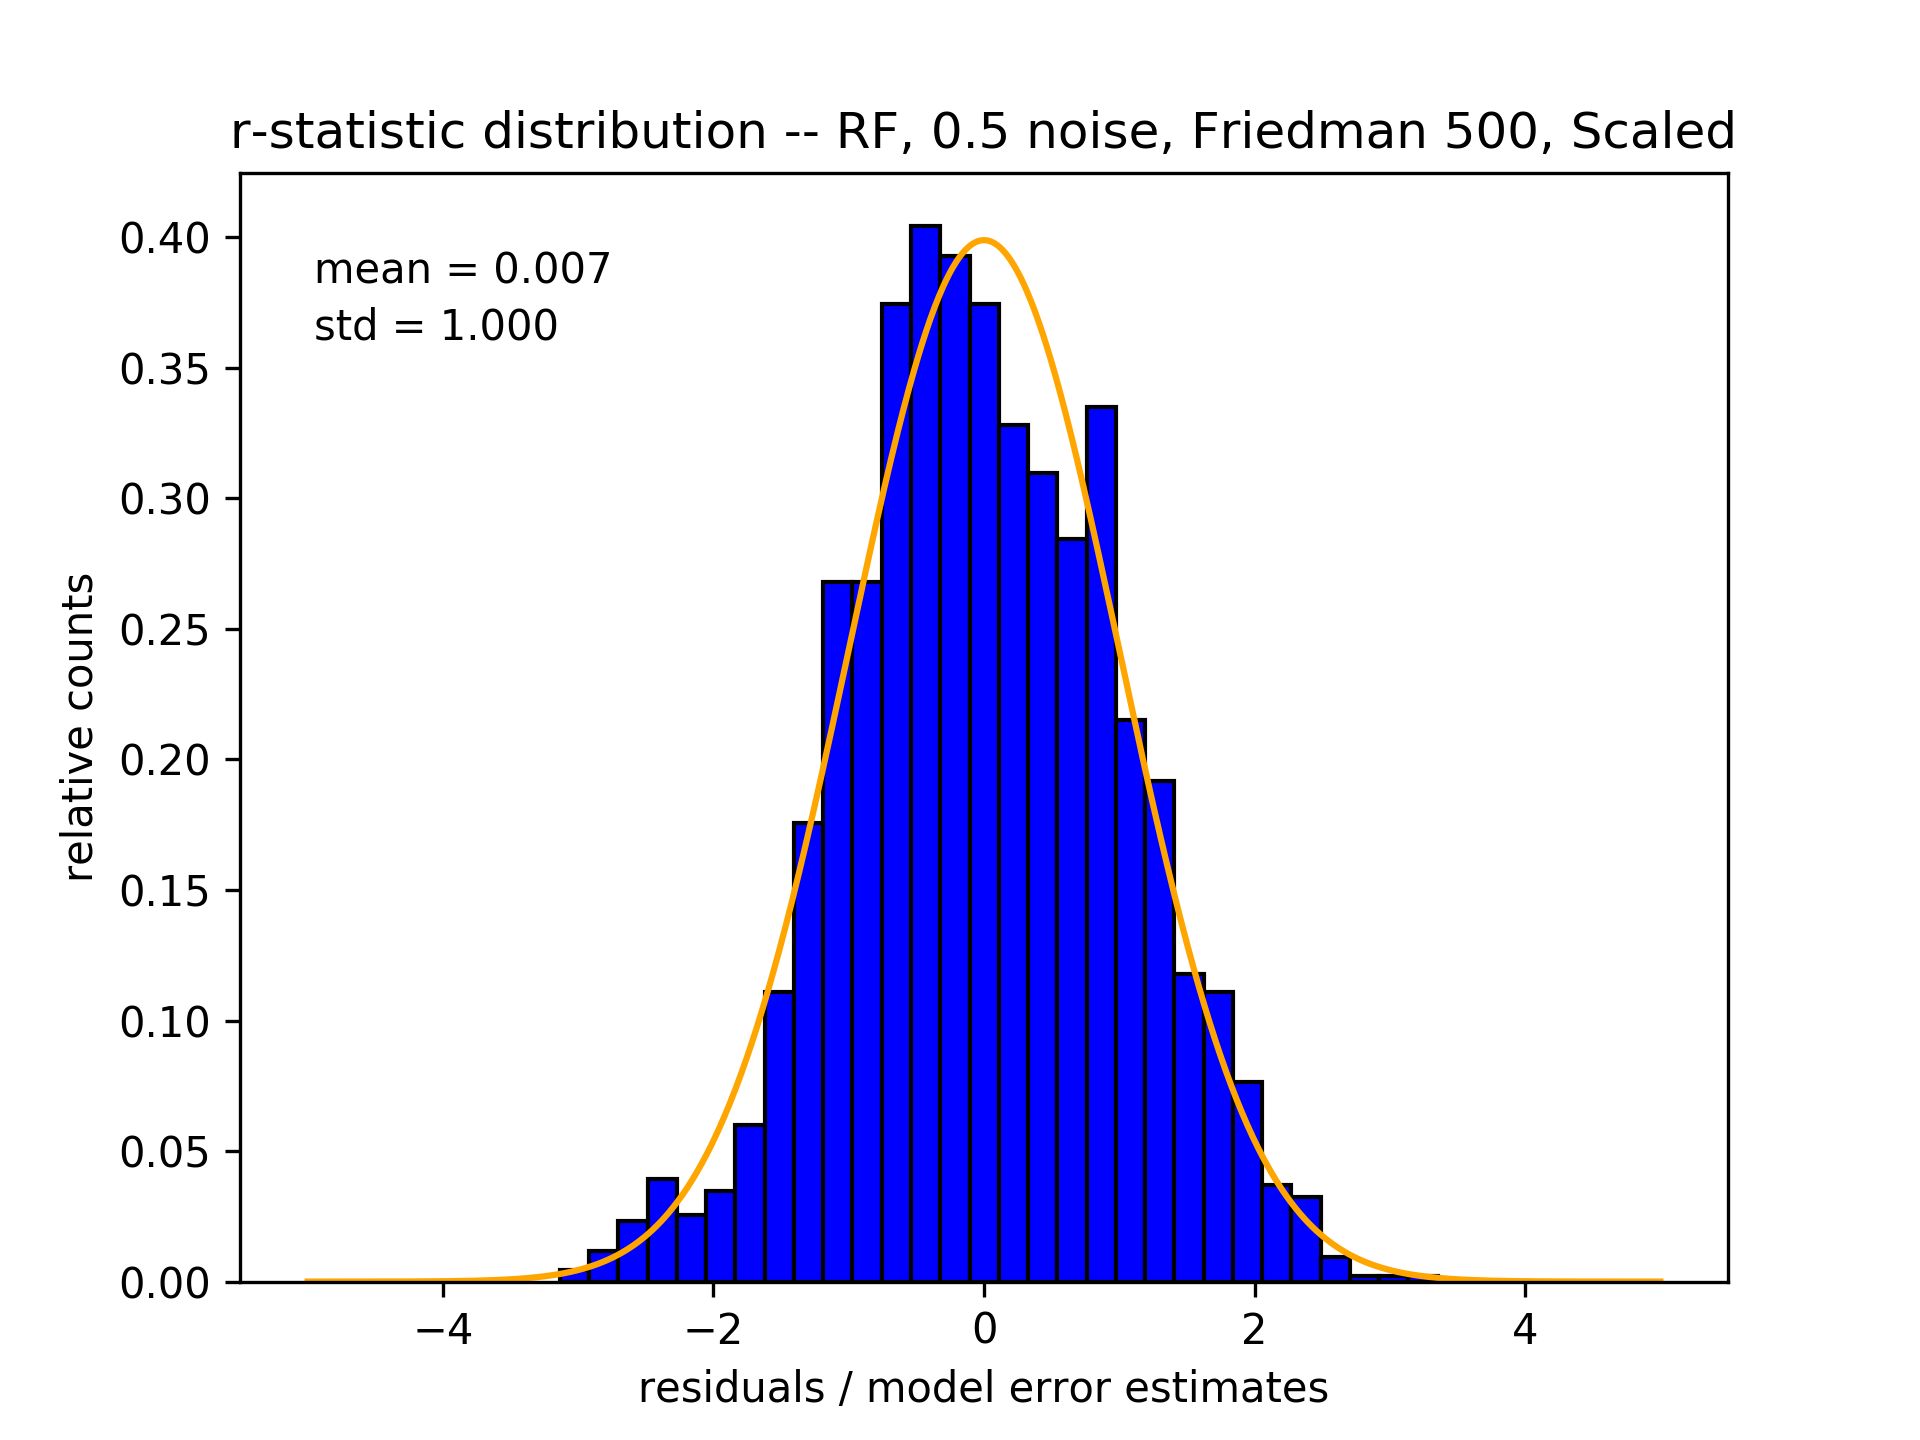 r-statistic distribution -- RF, 0.5 noise, Friedman 500, Scaled
mean = 0.007
std = 1.000
0.40
0.35
0.30
0.25
0.20
0.15
0.10
0.05
0.00
relative counts
−4 −2 0 2 4
residuals / model error estimates